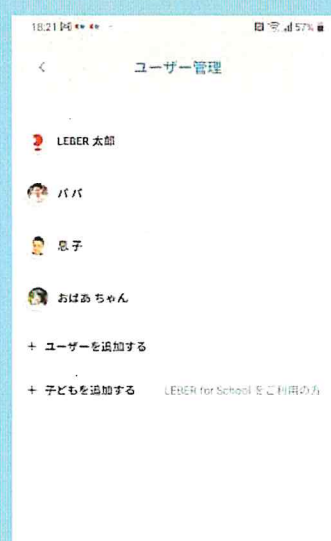 18:21
57%
ユーザー管理
LEBER 太郎
パパ
息子
おばあちゃん
+ ユーザーを追加する
+ 子どもを追加する LEBER for School をご利用の方